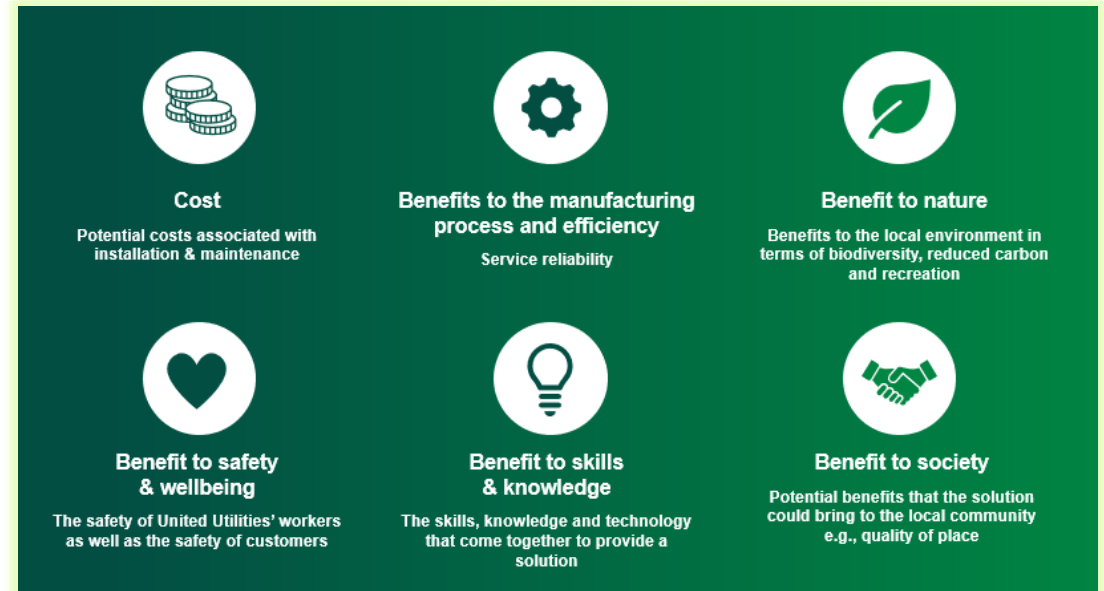 Cost
Potential costs associated with
installation & maintenance
Benefits to the manufacturing
process and efficiency
Service reliability
Benefit to nature
Benefits to the local environment in
terms of biodiversity, reduced carbon
and recreation
Benefit to safety
& wellbeing
The safety of United Utilities’ workers
as well as the safety of customers
Benefit to skills
& knowledge
The skills, knowledge and technology
that come together to provide a
solution
Benefit to society
Potential benefits that the solution
could bring to the local community
e.g., quality of place